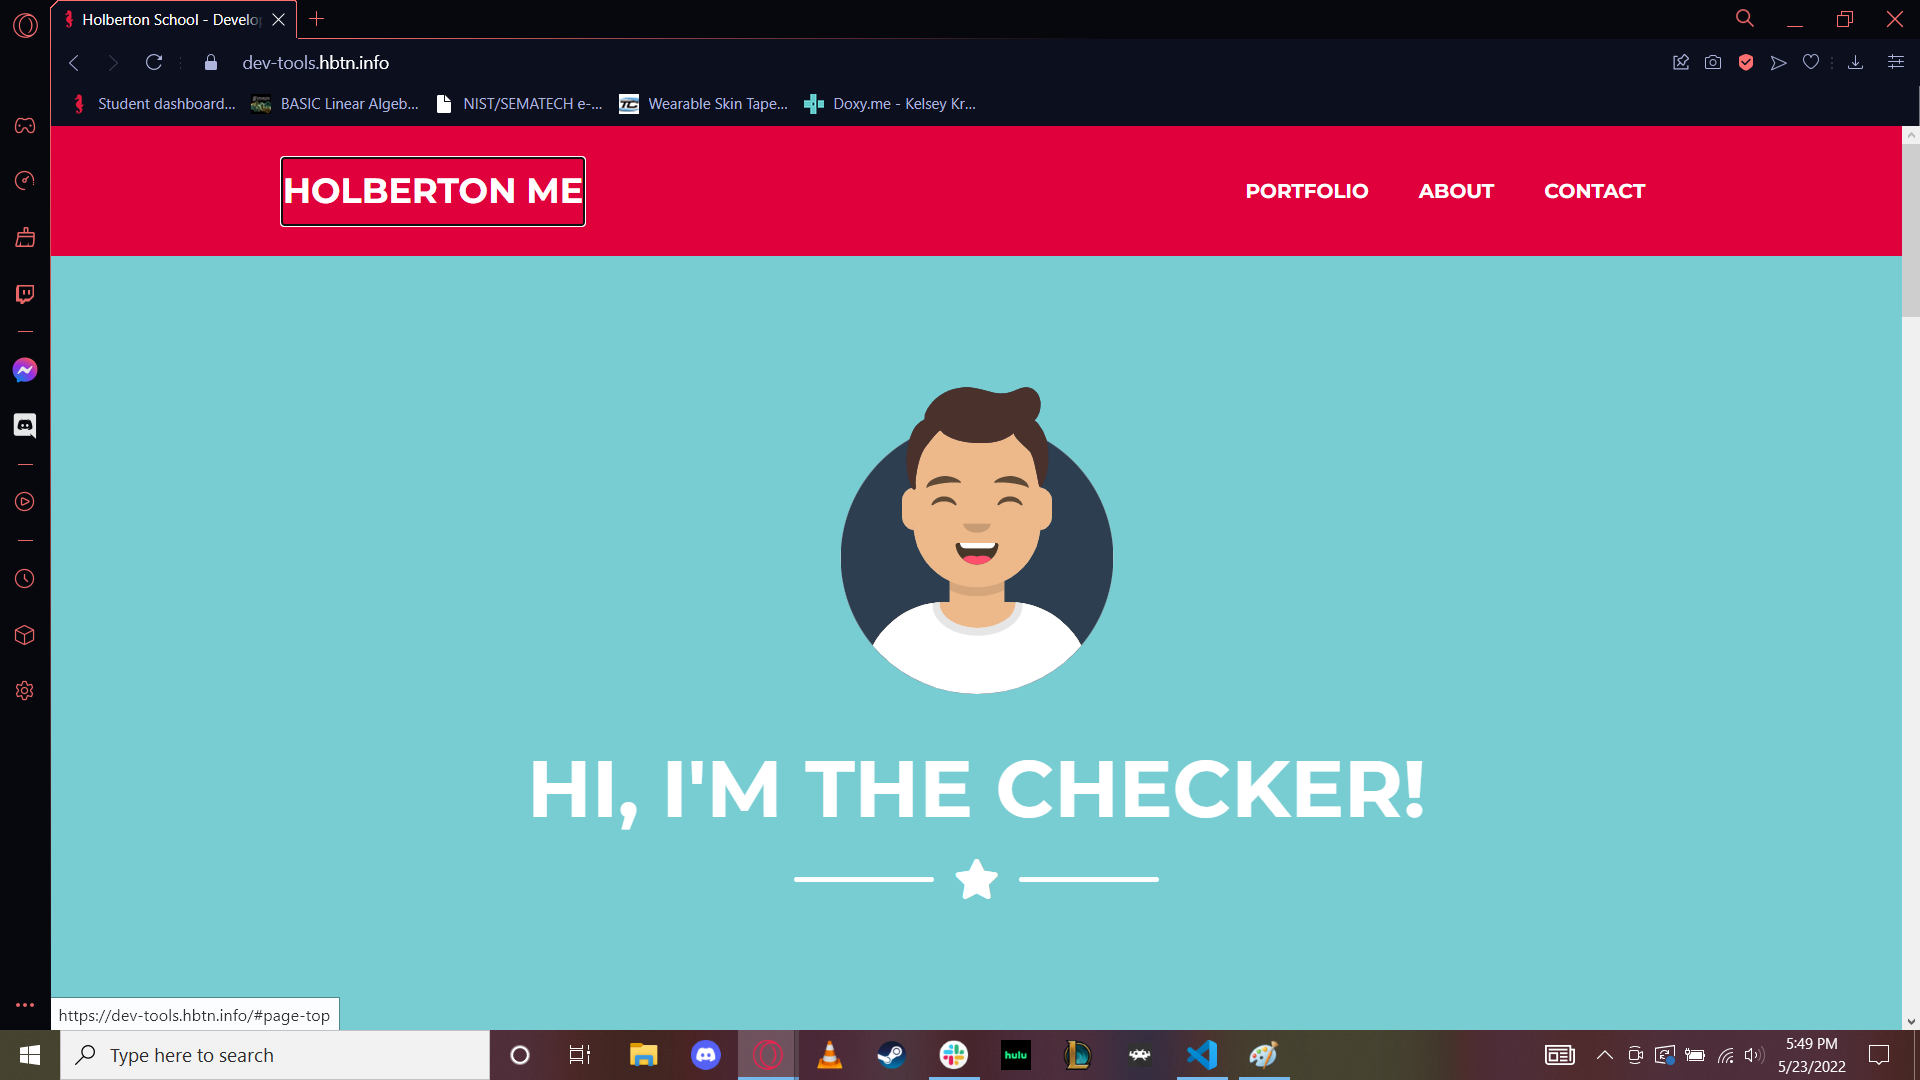 Holberton School - Develo
dev-tools.hbtn.info
Student dashboard...
BASIC Linear Algeb...
NIST/SEMATECH e-...
Wearable Skin Tape...
Doxy.me - Kelsey Kr...
HOLBERTON ME
PORTFOLIO
ABOUT
CONTACT
HI, I'M THE CHECKER!
https://dev-tools.hbtn.info/#page-top
Type here to search
hulu
5:49 PM
5/23/2022